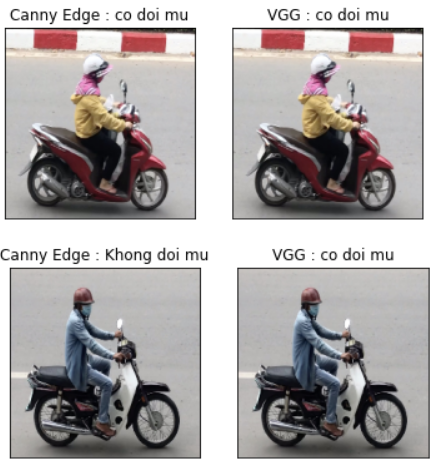 Canny Edge : co doi mu
VGG : co doi mu
Canny Edge : Khong doi mu
VGG : co doi mu